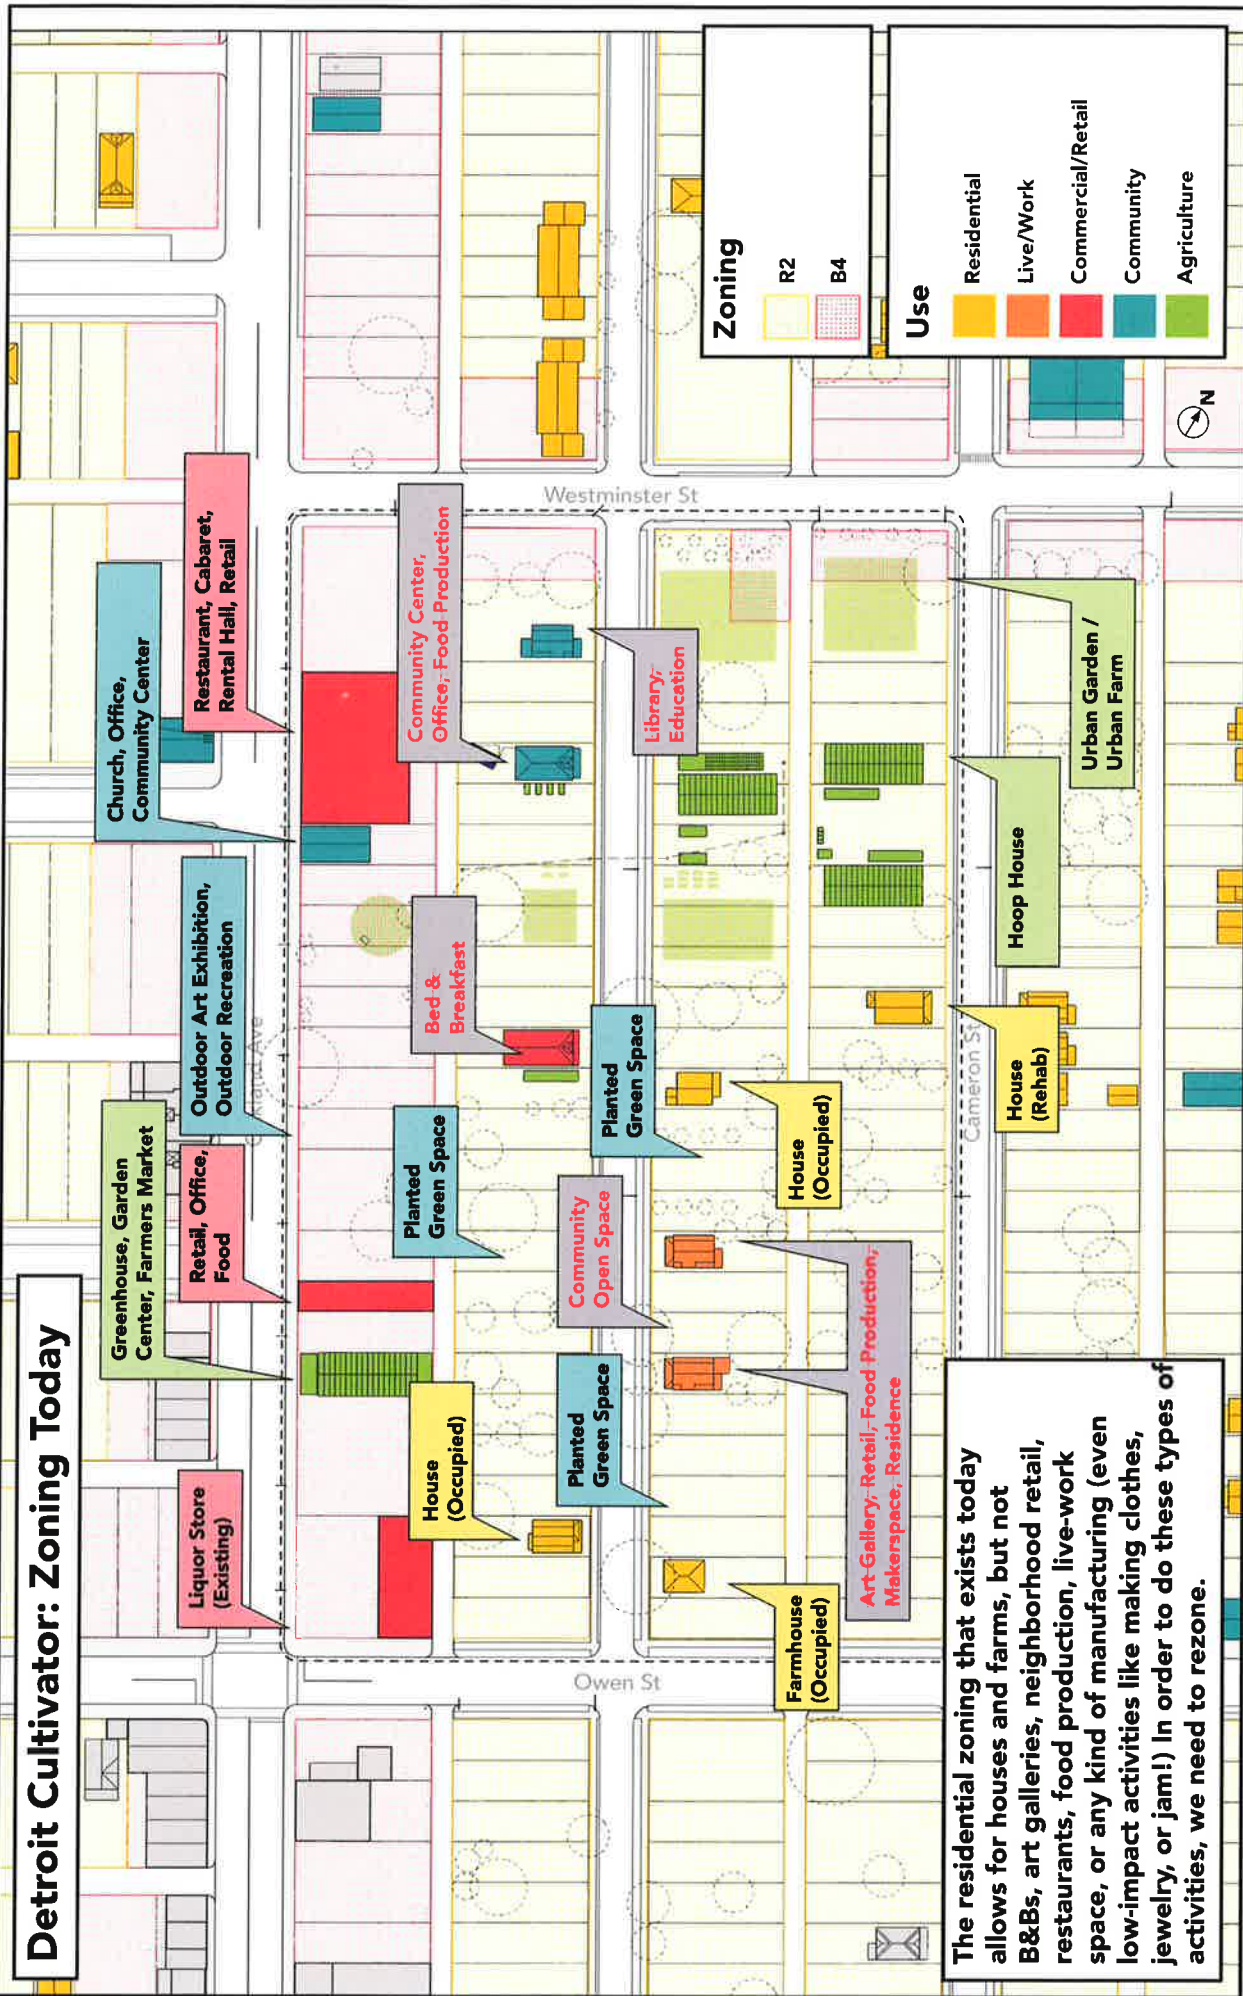 Detroit Cultivator: Zoning Today
Liquor Store
(Existing)
Greenhouse, Garden
Center, Farmers Market
Retail, Office,
Food
Outdoor Art Exhibition,
Outdoor Recreation
Church, Office,
Community Center
Restaurant, Cabaret,
Rental Hall, Retail
House
(Occupied)
Planted
Green Space
Bed &
Breakfast
Community Center,
Office, Food Production
Planted
Green Space
Community
Open Space
Planted
Green Space
Library,
Education
Westminster St
Owen St
Farmhouse
(Occupied)
Art Gallery, Retail, Food Production,
Makerspace, Residence
House
(Occupied)
Cameron St
House
(Rehab)
Hoop House
Urban Garden /
Urban Farm
Zoning
R2
B4
Use
Residential
Live/Work
Commercial/Retail
Community
Agriculture
N
The residential zoning that exists today
allows for houses and farms, but not
B&Bs, art galleries, neighborhood retail,
restaurants, food production, live-work
space, or any kind of manufacturing (even
low-impact activities like making clothes,
jewelry, or jam!) In order to do these types of
activities, we need to rezone.